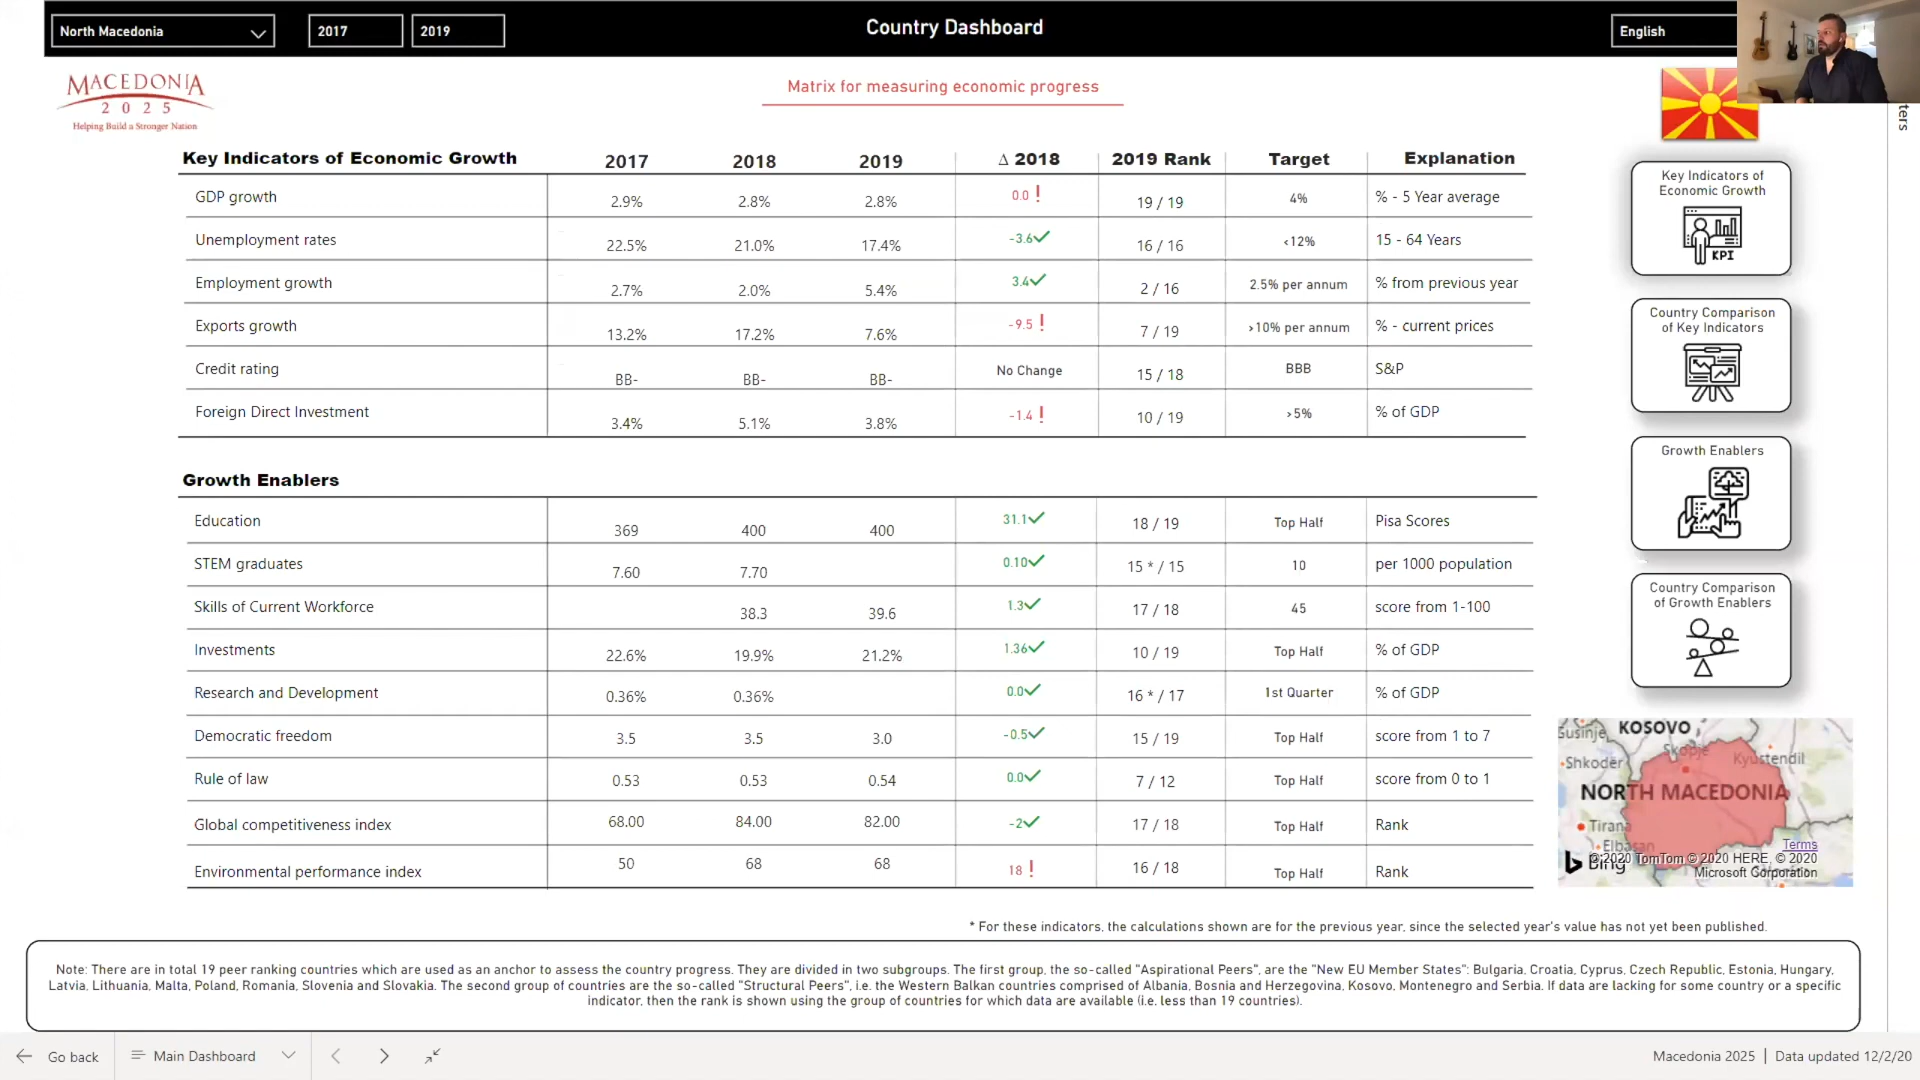 North Macedonia 2017 2019 Country Dashboard English
MACEDONIA
2025
Helping Build a Stronger Nation
Matrix for measuring economic progress
ters
Key Indicators of Economic Growth 2017 2018 2019 Δ 2018 2019 Rank Target Explanation
GDP growth 2.9% 2.8% 2.8% 0.0 ! 19 / 19 4% % - 5 Year average
Unemployment rates 22.5% 21.0% 17.4% -3.6✓ 16 / 16 <12% 15 - 64 Years
Employment growth 2.7% 2.0% 5.4% 3.4✓ 2 / 16 2.5% per annum % from previous year
Exports growth 13.2% 17.2% 7.6% -9.5 ! 7 / 19 >10% per annum % - current prices
Credit rating BB- BB- BB- No Change 15 / 18 BBB S&P
Foreign Direct Investment 3.4% 5.1% 3.8% -1.4 ! 10 / 19 >5% % of GDP
Growth Enablers
Education 369 400 400 31.1✓ 18 / 19 Top Half Pisa Scores
STEM graduates 7.60 7.70 0.10✓ 15 * / 15 10 per 1000 population
Skills of Current Workforce 38.3 39.6 1.3✓ 17 / 18 45 score from 1-100
Investments 22.6% 19.9% 21.2% 1.36✓ 10 / 19 Top Half % of GDP
Research and Development 0.36% 0.36% 0.0✓ 16 * / 17 1st Quarter % of GDP
Democratic freedom 3.5 3.5 3.0 -0.5✓ 15 / 19 Top Half score from 1 to 7
Rule of law 0.53 0.53 0.54 0.0✓ 7 / 12 Top Half score from 0 to 1
Global competitiveness index 68.00 84.00 82.00 -2✓ 17 / 18 Top Half Rank
Environmental performance index 50 68 68 18 ! 16 / 18 Top Half Rank
Key Indicators of
Economic Growth
KPI
Country Comparison
of Key Indicators
Growth Enablers
Country Comparison
of Growth Enablers
Gusinje KOSOVO
Skopje
Shkoder Kyustendil
NORTH MACEDONIA
Tirana
Elbasan Terms
Bing © 2020 TomTom © 2020 HERE, © 2020
Microsoft Corporation
* For these indicators, the calculations shown are for the previous year, since the selected year's value has not yet been published.
Note: There are in total 19 peer ranking countries which are used as an anchor to assess the country progress. They are divided in two subgroups. The first group, the so-called "Aspirational Peers", are the "New EU Member States": Bulgaria, Croatia, Cyprus, Czech Republic, Estonia, Hungary,
Latvia, Lithuania, Malta, Poland, Romania, Slovenia and Slovakia. The second group of countries are the so-called "Structural Peers", i.e. the Western Balkan countries comprised of Albania, Bosnia and Herzegovina, Kosovo, Montenegro and Serbia. If data are lacking for some country or a specific
indicator, then the rank is shown using the group of countries for which data are available (i.e. less than 19 countries).
Go back Main Dashboard Macedonia 2025 | Data updated 12/2/20